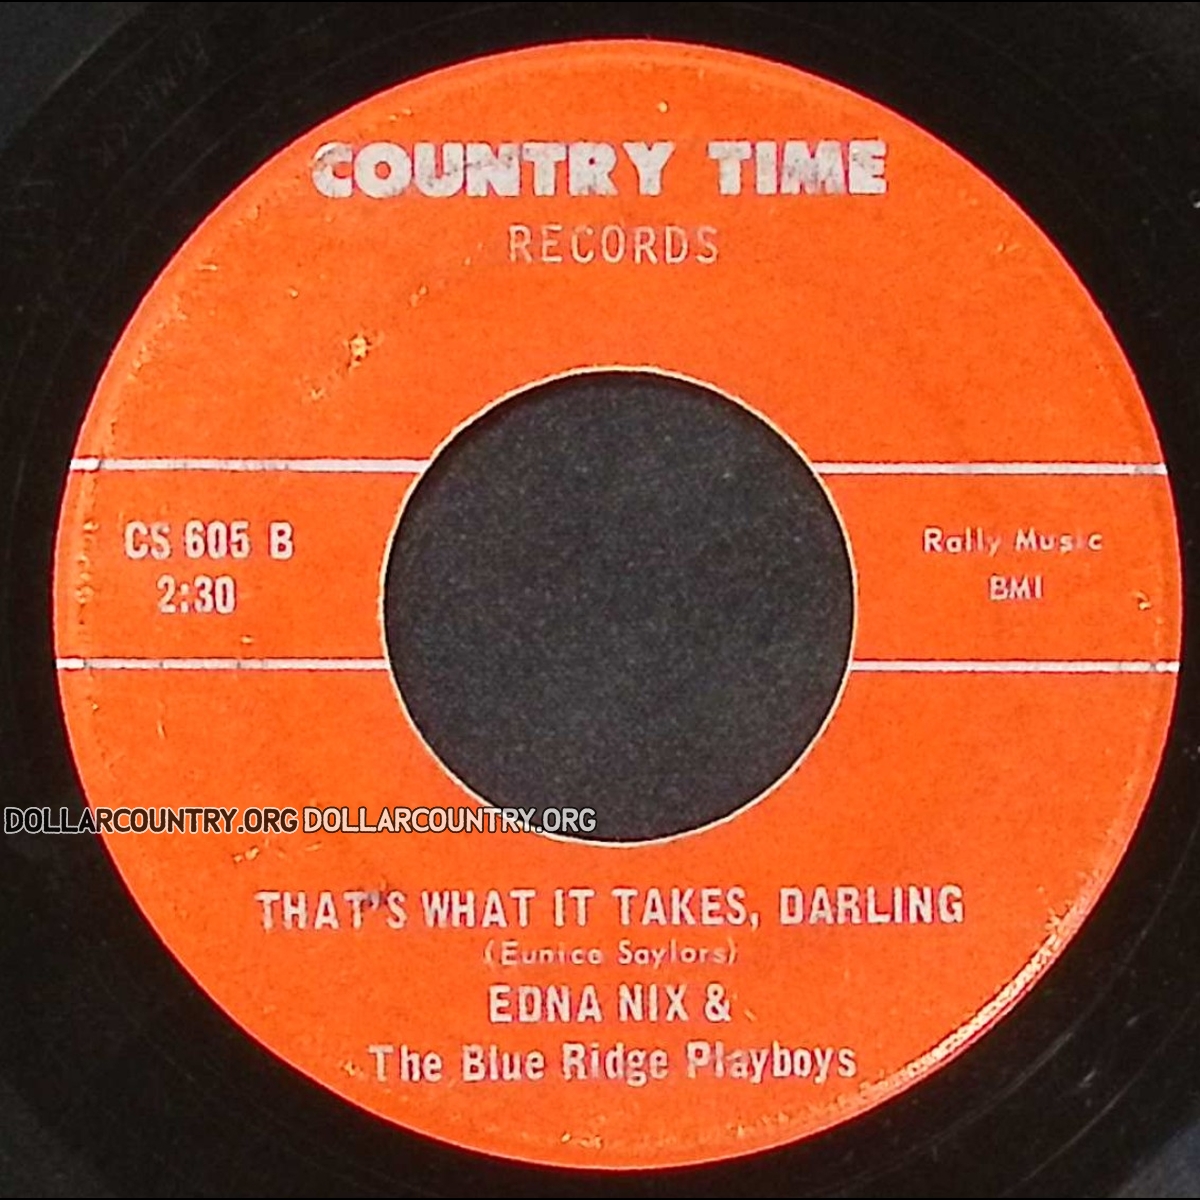 COUNTRY TIME
RECORDS
CS 605 B
2:30
Rally Music
BMI
DOLLARCOUNTRY.ORG DOLLARCOUNTRY.ORG
THAT'S WHAT IT TAKES, DARLING
(Eunice Saylors)
EDNA NIX &
The Blue Ridge Playboys